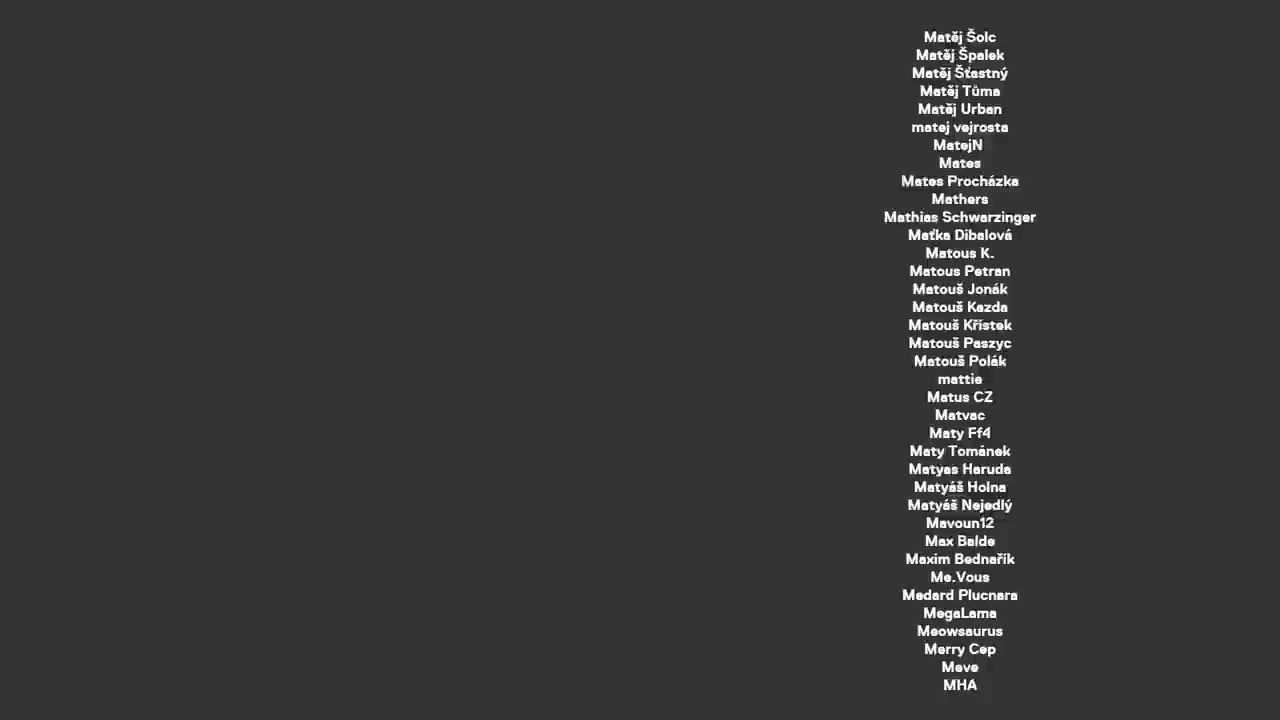 Matěj Šolc
Matěj Špalek
Matěj Šťastný
Matěj Tůma
Matěj Urban
matej vejrosta
MatejN
Mates
Mates Procházka
Mathers
Mathias Schwarzinger
Maťka Dibalová
Matous K.
Matous Petran
Matouš Jonák
Matouš Kazda
Matouš Křístek
Matouš Paszyc
Matouš Polák
mattie
Matus CZ
Matvac
Maty Ff4
Maty Tománek
Matyas Haruda
Matyáš Holna
Matyáš Nejedlý
Mavoun12
Max Balde
Maxim Bednařík
Me.Vous
Medard Plucnara
MegaLama
Meowsaurus
Merry Cep
Meve
MHA